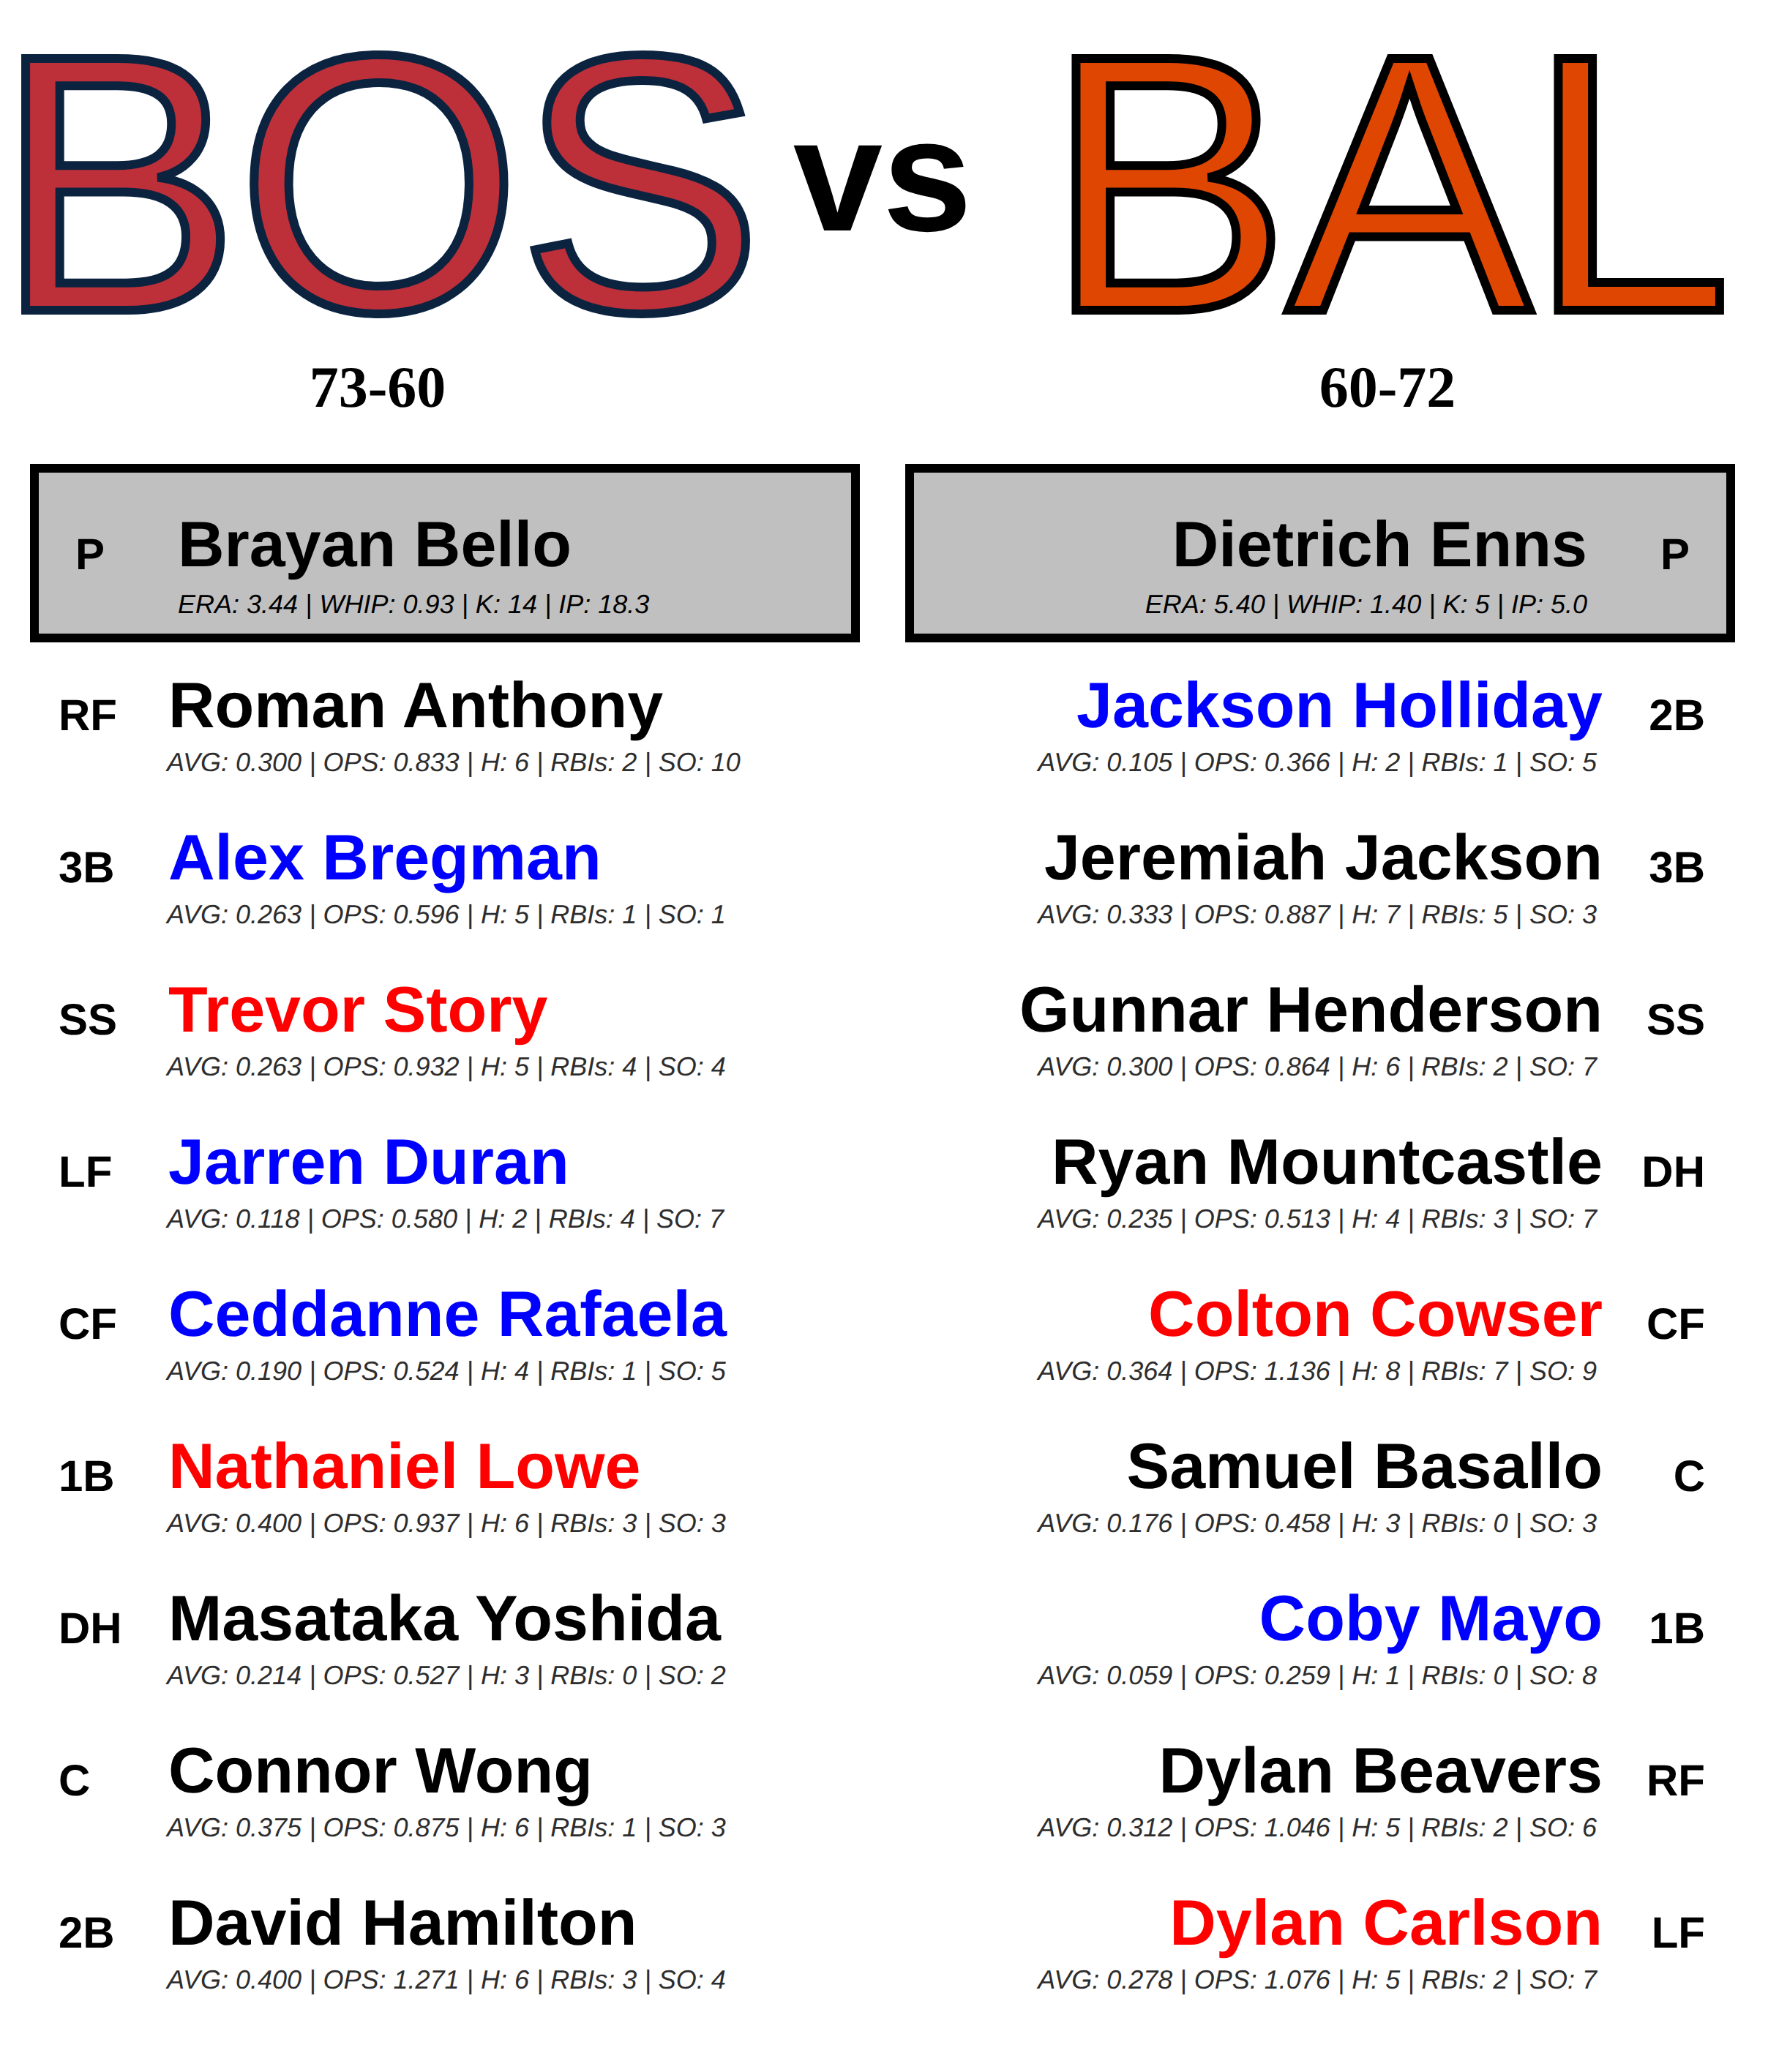 BOS vs BAL
73-60
60-72
P Brayan Bello
ERA: 3.44 | WHIP: 0.93 | K: 14 | IP: 18.3
Dietrich Enns P
ERA: 5.40 | WHIP: 1.40 | K: 5 | IP: 5.0
RF Roman Anthony
AVG: 0.300 | OPS: 0.833 | H: 6 | RBIs: 2 | SO: 10
3B Alex Bregman
AVG: 0.263 | OPS: 0.596 | H: 5 | RBIs: 1 | SO: 1
SS Trevor Story
AVG: 0.263 | OPS: 0.932 | H: 5 | RBIs: 4 | SO: 4
LF Jarren Duran
AVG: 0.118 | OPS: 0.580 | H: 2 | RBIs: 4 | SO: 7
CF Ceddanne Rafaela
AVG: 0.190 | OPS: 0.524 | H: 4 | RBIs: 1 | SO: 5
1B Nathaniel Lowe
AVG: 0.400 | OPS: 0.937 | H: 6 | RBIs: 3 | SO: 3
DH Masataka Yoshida
AVG: 0.214 | OPS: 0.527 | H: 3 | RBIs: 0 | SO: 2
C Connor Wong
AVG: 0.375 | OPS: 0.875 | H: 6 | RBIs: 1 | SO: 3
2B David Hamilton
AVG: 0.400 | OPS: 1.271 | H: 6 | RBIs: 3 | SO: 4
Jackson Holliday 2B
AVG: 0.105 | OPS: 0.366 | H: 2 | RBIs: 1 | SO: 5
Jeremiah Jackson 3B
AVG: 0.333 | OPS: 0.887 | H: 7 | RBIs: 5 | SO: 3
Gunnar Henderson SS
AVG: 0.300 | OPS: 0.864 | H: 6 | RBIs: 2 | SO: 7
Ryan Mountcastle DH
AVG: 0.235 | OPS: 0.513 | H: 4 | RBIs: 3 | SO: 7
Colton Cowser CF
AVG: 0.364 | OPS: 1.136 | H: 8 | RBIs: 7 | SO: 9
Samuel Basallo C
AVG: 0.176 | OPS: 0.458 | H: 3 | RBIs: 0 | SO: 3
Coby Mayo 1B
AVG: 0.059 | OPS: 0.259 | H: 1 | RBIs: 0 | SO: 8
Dylan Beavers RF
AVG: 0.312 | OPS: 1.046 | H: 5 | RBIs: 2 | SO: 6
Dylan Carlson LF
AVG: 0.278 | OPS: 1.076 | H: 5 | RBIs: 2 | SO: 7